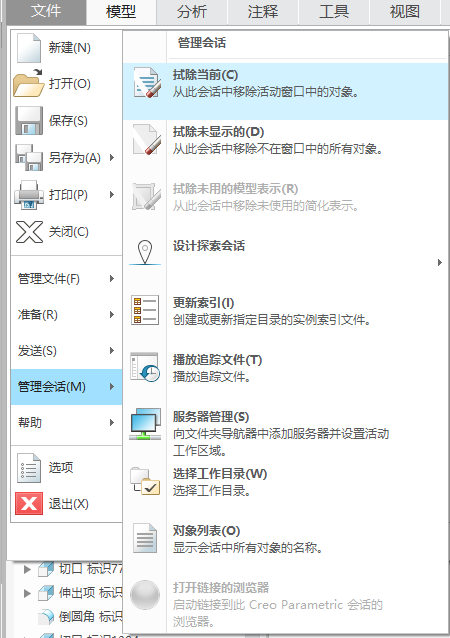 文件 模型 分析 注释 工具 视图
新建(N)
打开(O)
保存(S)
另存为(A)
打印(P)
关闭(C)
管理文件(F)
准备(R)
发送(S)
管理会话(M)
帮助
选项
退出(X)
管理会话
拭除当前(C)
从此会话中移除活动窗口中的对象。
拭除未显示的(D)
从此会话中移除不在窗口中的所有对象。
拭除未用的模型表示(R)
从此会话中移除未使用的简化表示。
设计探索会话
更新索引(I)
创建或更新指定目录的实例索引文件。
播放追踪文件(T)
播放追踪文件。
服务器管理(S)
向文件夹导航器中添加服务器并设置活动
工作区域。
选择工作目录(W)
选择工作目录。
对象列表(O)
显示会话中所有对象的名称。
打开链接的浏览器
启动链接到此 Creo Parametric 会话的
浏览器。
切口 标识77
伸出项 标识
倒圆角 标识